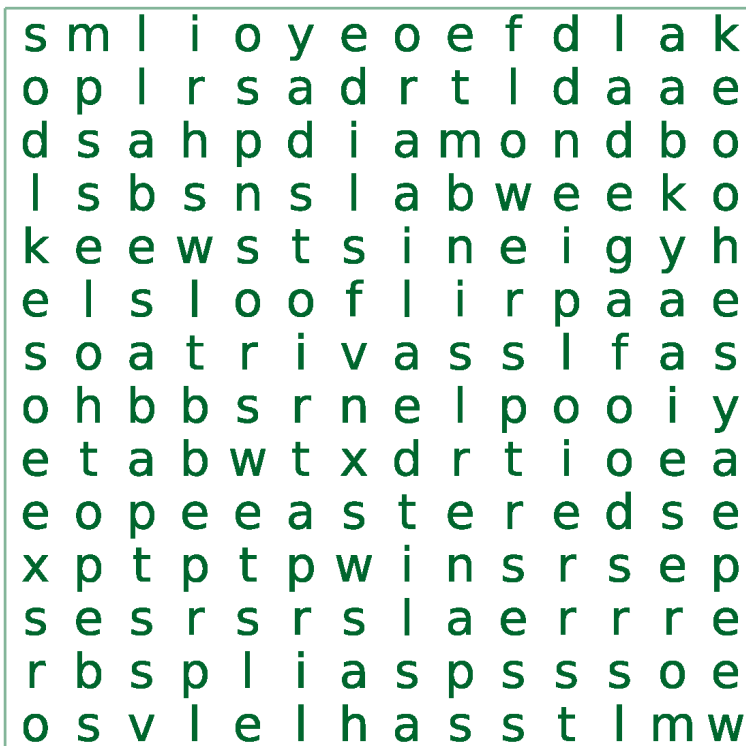 s m l i o y e o e f d l a k
o p l r s a d r t l d a a e
d s a h p d i a m o n d b o
l s b s n s l a b w e e k o
k e e w s t s i n e i g y h
e l s l o o f l i r p a a e
s o a t r i v a s s l f a s
o h b b s r n e l p o o i y
e t a b w t x d r t i o e a
e o p e e a s t e r e d s e
x p t p t p w i n s r s e p
s e s r s r s l a e r r r e
r b s p l i a s p s s s o e
o s v l e l h a s s t l m w